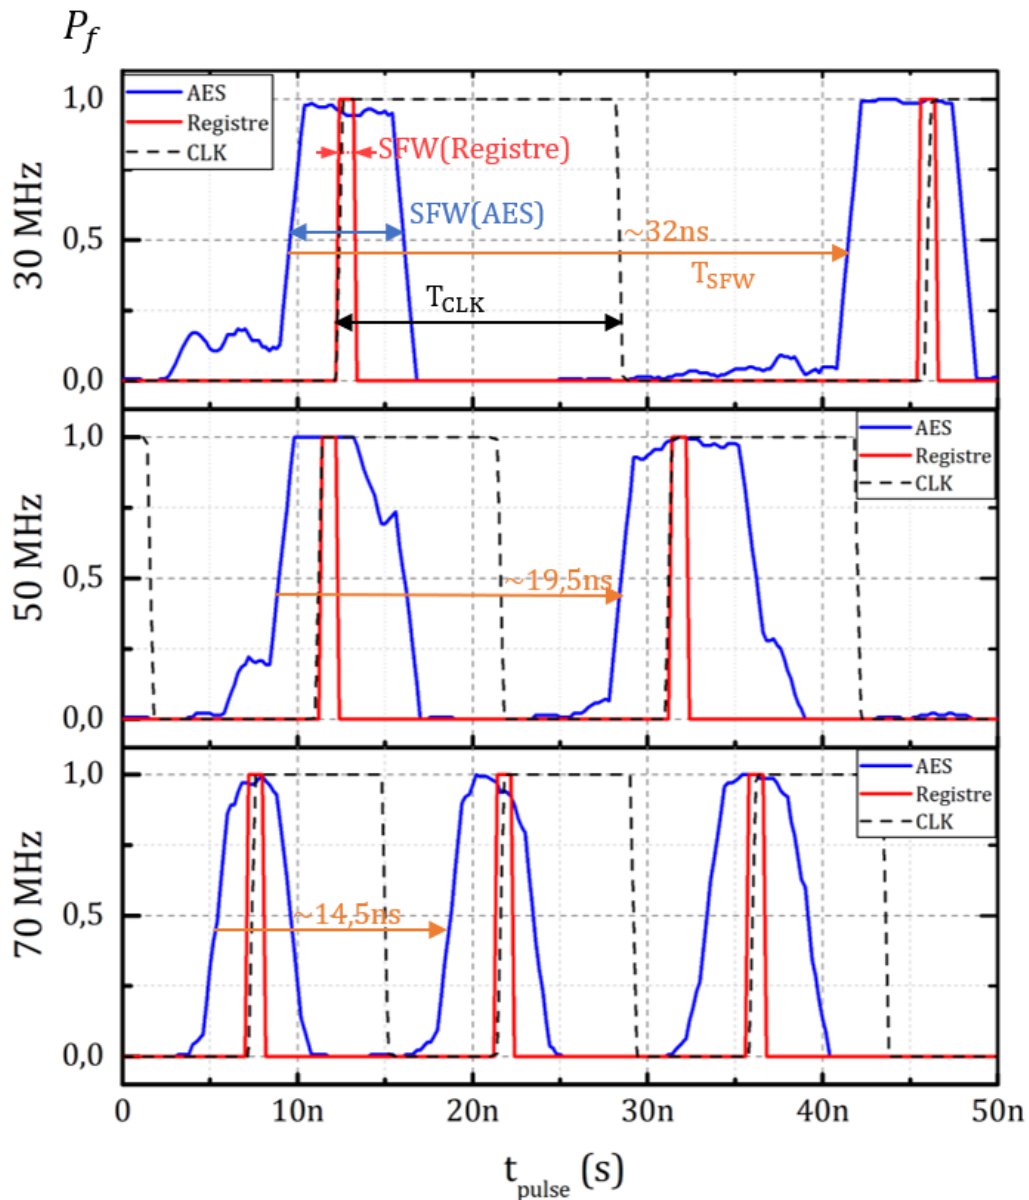 P_f
30 MHz
1,0
0,5
0,0
AES
Registre
CLK
SFW(Registre)
SFW(AES)
~32ns
T_SFW
T_CLK
50 MHz
1,0
0,5
0,0
AES
Registre
CLK
~19,5ns
70 MHz
1,0
0,5
0,0
AES
Registre
CLK
~14,5ns
0 10n 20n 30n 40n 50n
t_pulse (s)